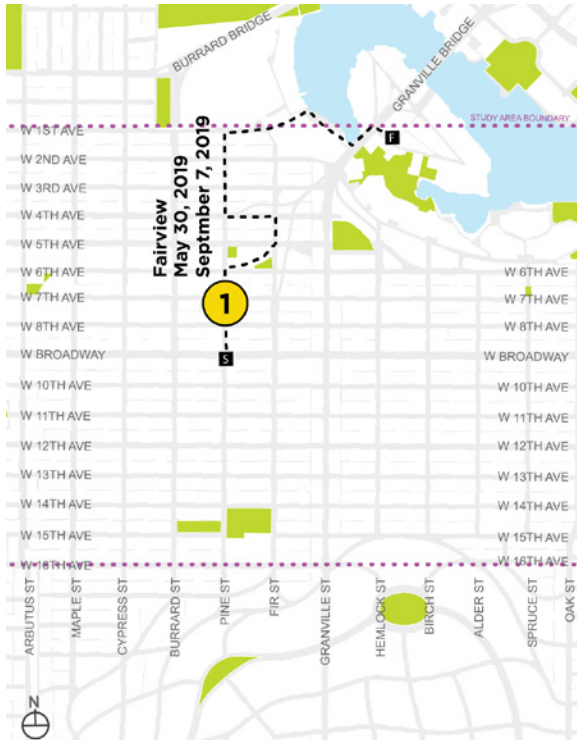 BURRARD BRIDGE
GRANVILLE BRIDGE
STUDY AREA BOUNDARY
W 1ST AVE
F
W 2ND AVE
W 3RD AVE
W 4TH AVE
W 5TH AVE
Fairview
May 30, 2019
Septmber 7, 2019
W 6TH AVE
W 6TH AVE
W 7TH AVE
1
W 7TH AVE
W 8TH AVE
W 8TH AVE
W BROADWAY
S
W BROADWAY
W 10TH AVE
W 10TH AVE
W 11TH AVE
W 11TH AVE
W 12TH AVE
W 12TH AVE
W 13TH AVE
W 13TH AVE
W 14TH AVE
W 14TH AVE
W 15TH AVE
W 15TH AVE
W 16TH AVE
W 16TH AVE
ARBUTUS ST
MAPLE ST
CYPRESS ST
BURRARD ST
PINE ST
FIR ST
GRANVILLE ST
HEMLOCK ST
BIRCH ST
ALDER ST
SPRUCE ST
OAK ST
N